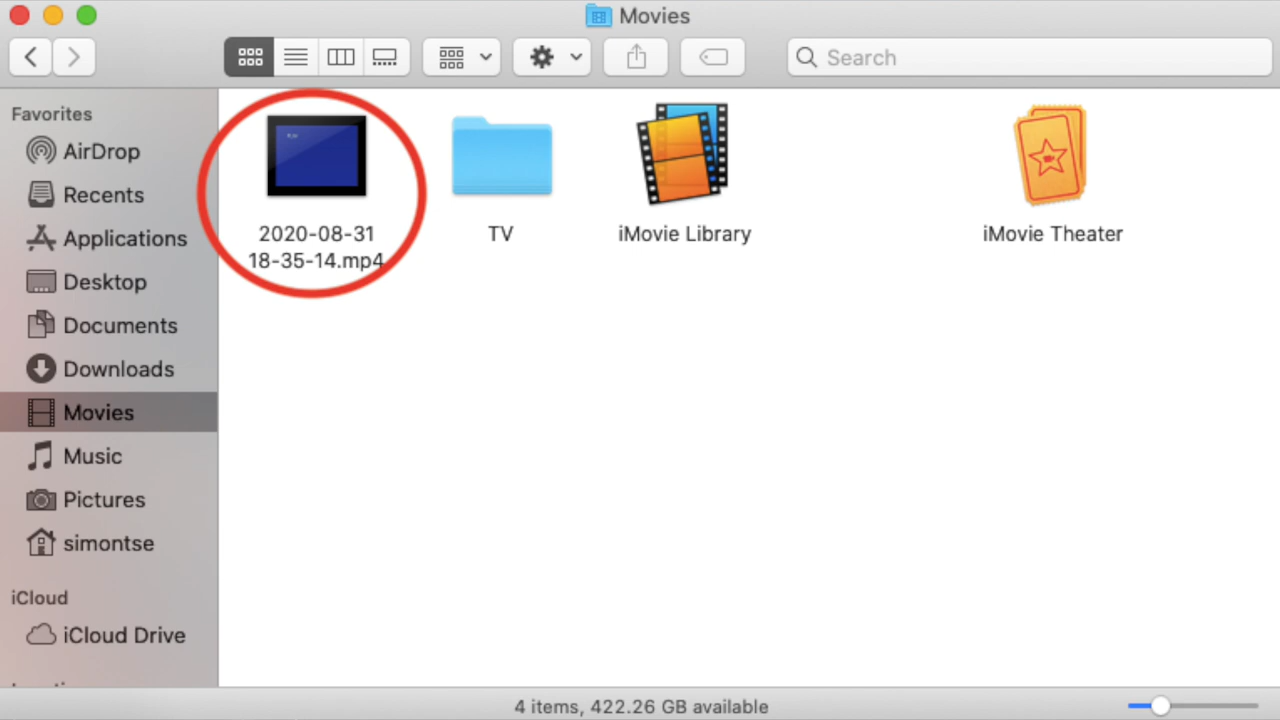 Movies
Search
Favorites
AirDrop
Recents
Applications
Desktop
Documents
Downloads
Movies
Music
Pictures
simontse
iCloud
iCloud Drive
2020-08-31
18-35-14.mp4
TV
iMovie Library
iMovie Theater
4 items, 422.26 GB available